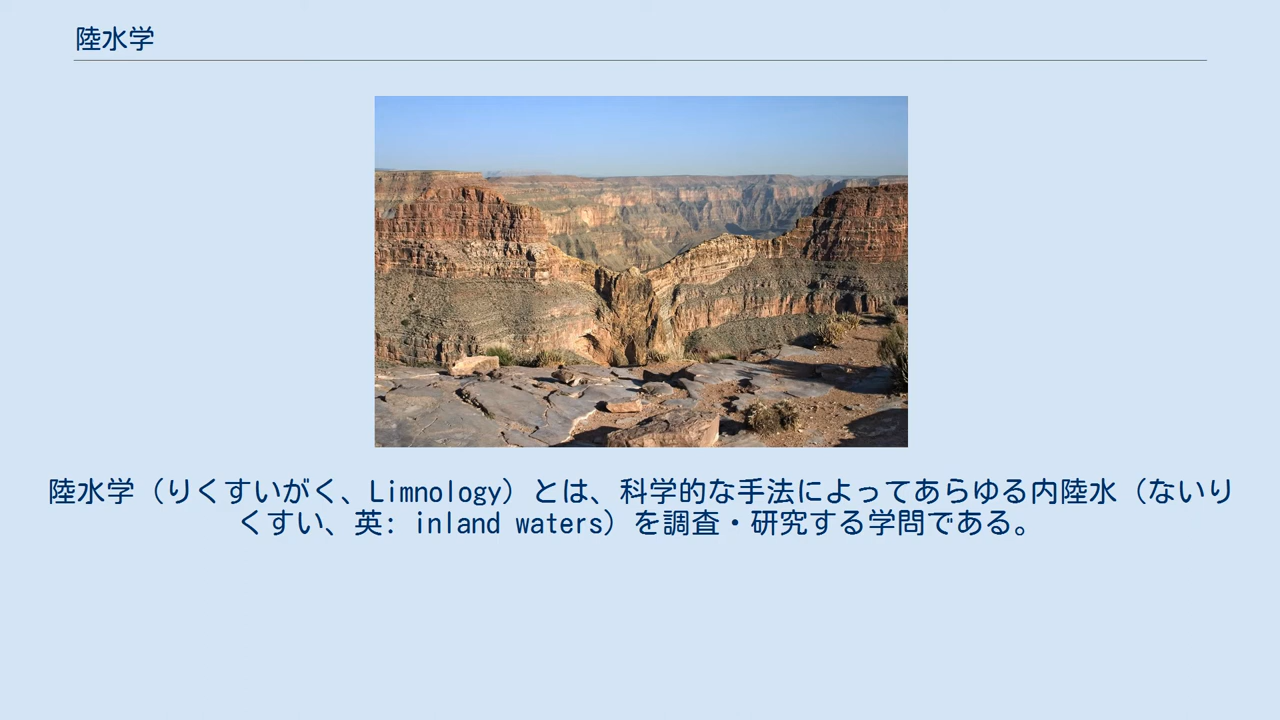 陸水学
陸水学（りくすいがく、Limnology）とは、科学的な手法によってあらゆる内陸水（ないり
くすい、英: inland waters）を調査・研究する学問である。